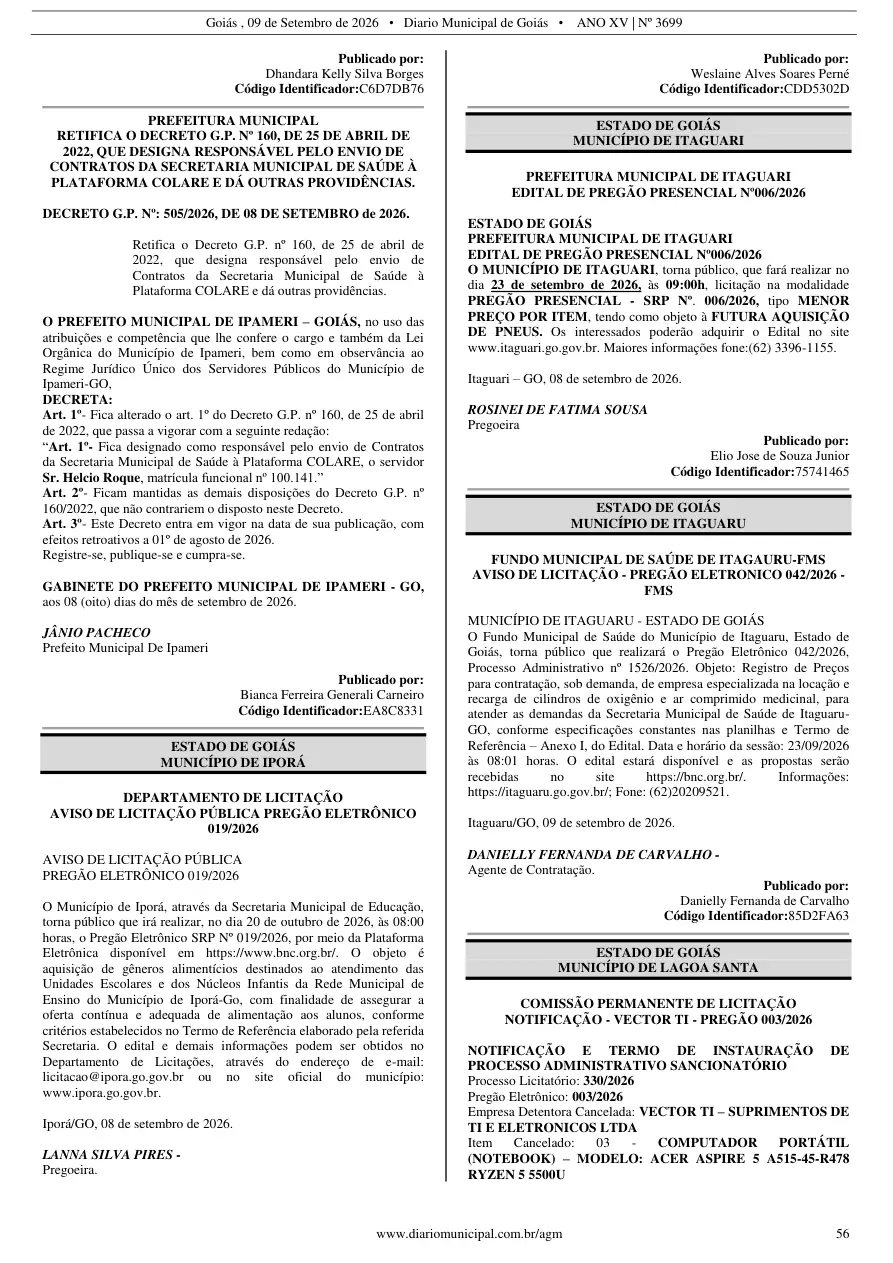 Goiás , 09 de Setembro de 2026 • Diario Municipal de Goiás • ANO XV | Nº 3699
Publicado por:
Dhandara Kelly Silva Borges
Código Identificador:C6D7DB76
PREFEITURA MUNICIPAL
RETIFICA O DECRETO G.P. Nº 160, DE 25 DE ABRIL DE
2022, QUE DESIGNA RESPONSÁVEL PELO ENVIO DE
CONTRATOS DA SECRETARIA MUNICIPAL DE SAÚDE À
PLATAFORMA COLARE E DÁ OUTRAS PROVIDÊNCIAS.
DECRETO G.P. Nº: 505/2026, DE 08 DE SETEMBRO de 2026.
Retifica o Decreto G.P. nº 160, de 25 de abril de
2022, que designa responsável pelo envio de
Contratos da Secretaria Municipal de Saúde à
Plataforma COLARE e dá outras providências.
O PREFEITO MUNICIPAL DE IPAMERI – GOIÁS, no uso das
atribuições e competência que lhe confere o cargo e também da Lei
Orgânica do Município de Ipameri, bem como em observância ao
Regime Jurídico Único dos Servidores Públicos do Município de
Ipameri-GO,
DECRETA:
Art. 1º- Fica alterado o art. 1º do Decreto G.P. nº 160, de 25 de abril
de 2022, que passa a vigorar com a seguinte redação:
“Art. 1º- Fica designado como responsável pelo envio de Contratos
da Secretaria Municipal de Saúde à Plataforma COLARE, o servidor
Sr. Helcio Roque, matrícula funcional nº 100.141.”
Art. 2º- Ficam mantidas as demais disposições do Decreto G.P. nº
160/2022, que não contrariem o disposto neste Decreto.
Art. 3º- Este Decreto entra em vigor na data de sua publicação, com
efeitos retroativos a 01º de agosto de 2026.
Registre-se, publique-se e cumpra-se.
GABINETE DO PREFEITO MUNICIPAL DE IPAMERI - GO,
aos 08 (oito) dias do mês de setembro de 2026.
JÂNIO PACHECO
Prefeito Municipal De Ipameri
Publicado por:
Bianca Ferreira Generali Carneiro
Código Identificador:EA8C8331
ESTADO DE GOIÁS
MUNICÍPIO DE IPORÁ
DEPARTAMENTO DE LICITAÇÃO
AVISO DE LICITAÇÃO PÚBLICA PREGÃO ELETRÔNICO
019/2026
AVISO DE LICITAÇÃO PÚBLICA
PREGÃO ELETRÔNICO 019/2026
O Município de Iporá, através da Secretaria Municipal de Educação,
torna público que irá realizar, no dia 20 de outubro de 2026, às 08:00
horas, o Pregão Eletrônico SRP Nº 019/2026, por meio da Plataforma
Eletrônica disponível em https://www.bnc.org.br/. O objeto é
aquisição de gêneros alimentícios destinados ao atendimento das
Unidades Escolares e dos Núcleos Infantis da Rede Municipal de
Ensino do Município de Iporá-Go, com finalidade de assegurar a
oferta contínua e adequada de alimentação aos alunos, conforme
critérios estabelecidos no Termo de Referência elaborado pela referida
Secretaria. O edital e demais informações podem ser obtidos no
Departamento de Licitações, através do endereço de e-mail:
licitacao@ipora.go.gov.br ou no site oficial do município:
www.ipora.go.gov.br.
Iporá/GO, 08 de setembro de 2026.
LANNA SILVA PIRES -
Pregoeira.
Publicado por:
Weslaine Alves Soares Perné
Código Identificador:CDD5302D
ESTADO DE GOIÁS
MUNICÍPIO DE ITAGUARI
PREFEITURA MUNICIPAL DE ITAGUARI
EDITAL DE PREGÃO PRESENCIAL Nº006/2026
ESTADO DE GOIÁS
PREFEITURA MUNICIPAL DE ITAGUARI
EDITAL DE PREGÃO PRESENCIAL Nº006/2026
O MUNICÍPIO DE ITAGUARI, torna público, que fará realizar no
dia 23 de setembro de 2026, às 09:00h, licitação na modalidade
PREGÃO PRESENCIAL - SRP Nº. 006/2026, tipo MENOR
PREÇO POR ITEM, tendo como objeto à FUTURA AQUISIÇÃO
DE PNEUS. Os interessados poderão adquirir o Edital no site
www.itaguari.go.gov.br. Maiores informações fone:(62) 3396-1155.
Itaguari – GO, 08 de setembro de 2026.
ROSINEI DE FATIMA SOUSA
Pregoeira
Publicado por:
Elio Jose de Souza Junior
Código Identificador:75741465
ESTADO DE GOIÁS
MUNICÍPIO DE ITAGUARU
FUNDO MUNICIPAL DE SAÚDE DE ITAGAURU-FMS
AVISO DE LICITAÇÃO - PREGÃO ELETRONICO 042/2026 -
FMS
MUNICÍPIO DE ITAGUARU - ESTADO DE GOIÁS
O Fundo Municipal de Saúde do Município de Itaguaru, Estado de
Goiás, torna público que realizará o Pregão Eletrônico 042/2026,
Processo Administrativo nº 1526/2026. Objeto: Registro de Preços
para contratação, sob demanda, de empresa especializada na locação e
recarga de cilindros de oxigênio e ar comprimido medicinal, para
atender as demandas da Secretaria Municipal de Saúde de Itaguaru-
GO, conforme especificações constantes nas planilhas e Termo de
Referência – Anexo I, do Edital. Data e horário da sessão: 23/09/2026
às 08:01 horas. O edital estará disponível e as propostas serão
recebidas no site https://bnc.org.br/. Informações:
https://itaguaru.go.gov.br/; Fone: (62)20209521.
Itaguaru/GO, 09 de setembro de 2026.
DANIELLY FERNANDA DE CARVALHO -
Agente de Contratação.
Publicado por:
Danielly Fernanda de Carvalho
Código Identificador:85D2FA63
ESTADO DE GOIÁS
MUNICÍPIO DE LAGOA SANTA
COMISSÃO PERMANENTE DE LICITAÇÃO
NOTIFICAÇÃO - VECTOR TI - PREGÃO 003/2026
NOTIFICAÇÃO E TERMO DE INSTAURAÇÃO DE
PROCESSO ADMINISTRATIVO SANCIONATÓRIO
Processo Licitatório: 330/2026
Pregão Eletrônico: 003/2026
Empresa Detentora Cancelada: VECTOR TI – SUPRIMENTOS DE
TI E ELETRONICOS LTDA
Item Cancelado: 03 - COMPUTADOR PORTÁTIL
(NOTEBOOK) – MODELO: ACER ASPIRE 5 A515-45-R478
RYZEN 5 5500U
www.diariomunicipal.com.br/agm
56